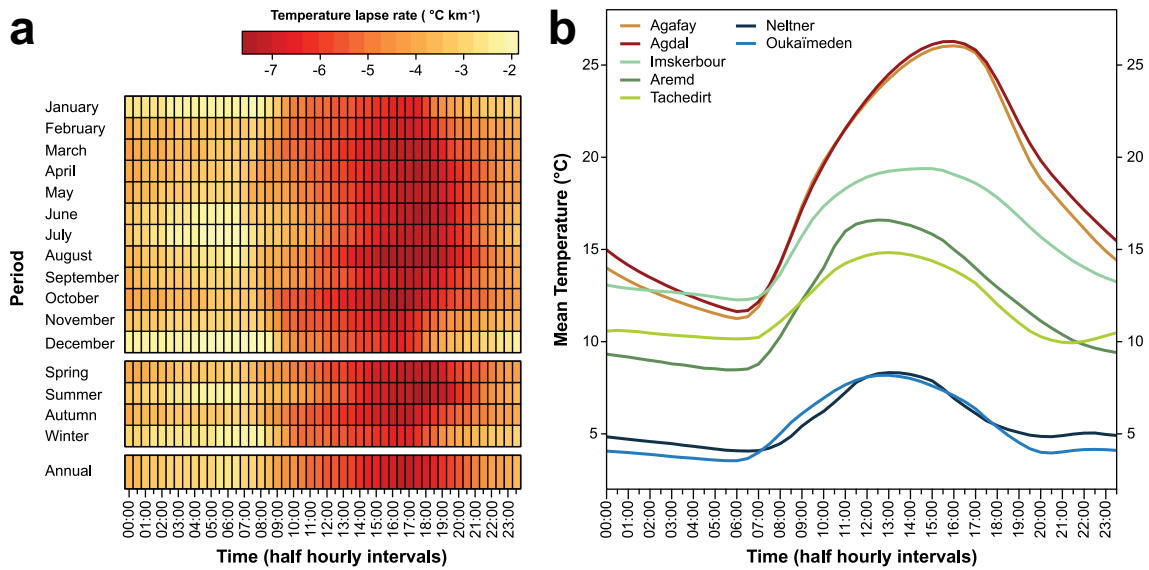 a
Temperature lapse rate ( °C km⁻¹)
-7 -6 -5 -4 -3 -2
Period
January
February
March
April
May
June
July
August
September
October
November
December
Spring
Summer
Autumn
Winter
Annual
00:00 01:00 02:00 03:00 04:00 05:00 06:00 07:00 08:00 09:00 10:00 11:00 12:00 13:00 14:00 15:00 16:00 17:00 18:00 19:00 20:00 21:00 22:00 23:00
Time (half hourly intervals)
b
Agafay
Agdal
Imskerbour
Aremd
Tachedirt
Neltner
Oukaïmeden
Mean Temperature (°C)
25 25
20 20
15 15
10 10
5 5
00:00 01:00 02:00 03:00 04:00 05:00 06:00 07:00 08:00 09:00 10:00 11:00 12:00 13:00 14:00 15:00 16:00 17:00 18:00 19:00 20:00 21:00 22:00 23:00
Time (half hourly intervals)